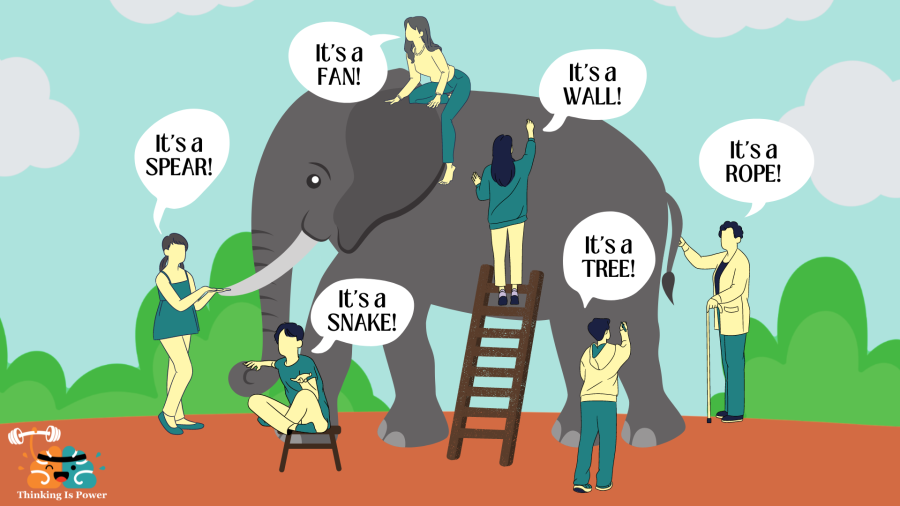 It's a
FAN!
It's a
WALL!
It's a
SPEAR!
It's a
ROPE!
It's a
TREE!
It's a
SNAKE!
Thinking Is Power